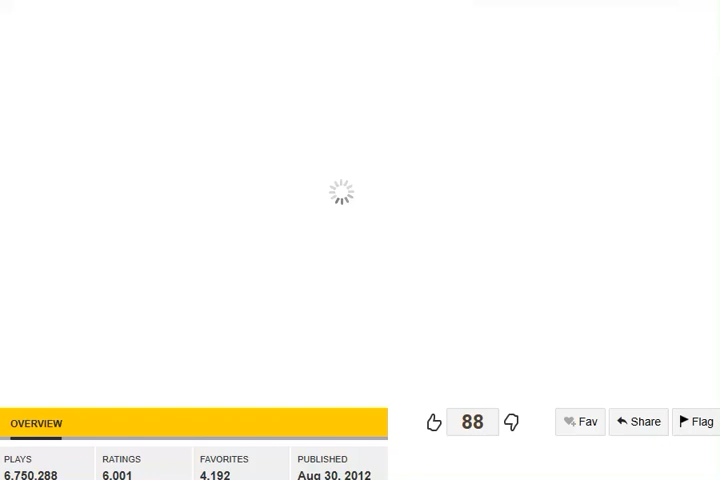 OVERVIEW
88
Fav
Share
Flag
PLAYS
RATINGS
FAVORITES
PUBLISHED
6,750,288
6,001
4,192
Aug 30, 2012